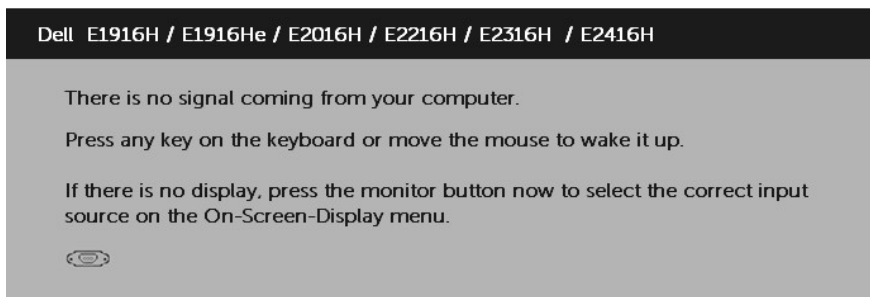 Dell E1916H / E1916He / E2016H / E2216H / E2316H / E2416H
There is no signal coming from your computer.
Press any key on the keyboard or move the mouse to wake it up.
If there is no display, press the monitor button now to select the correct input
source on the On-Screen-Display menu.